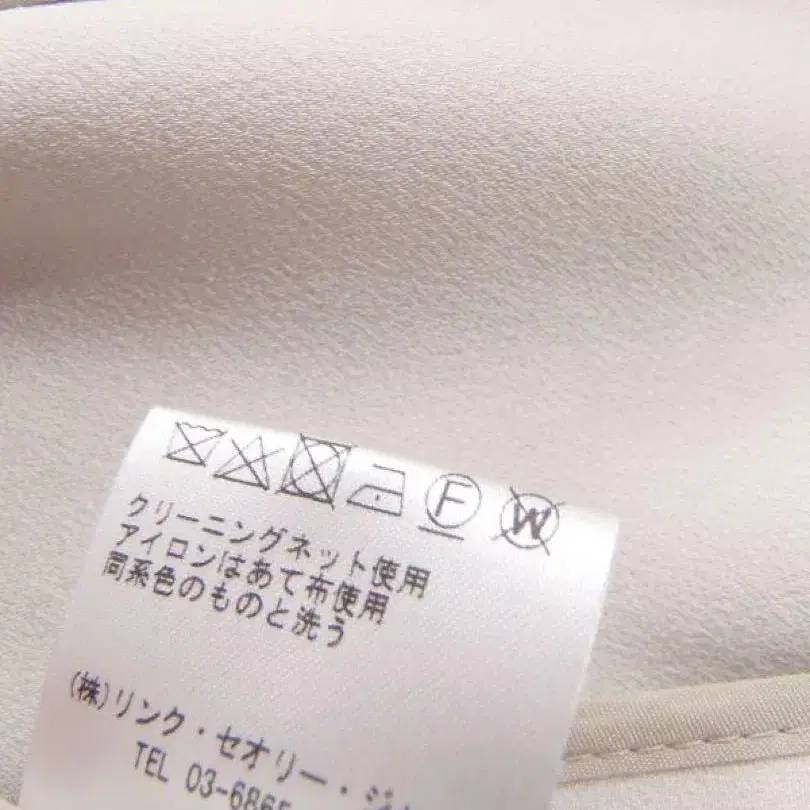 F W
クリーニングネット使用
アイロンはあて布使用
同系色のものと洗う
(株)リンク・セオリー・ジャ
TEL 03-6865